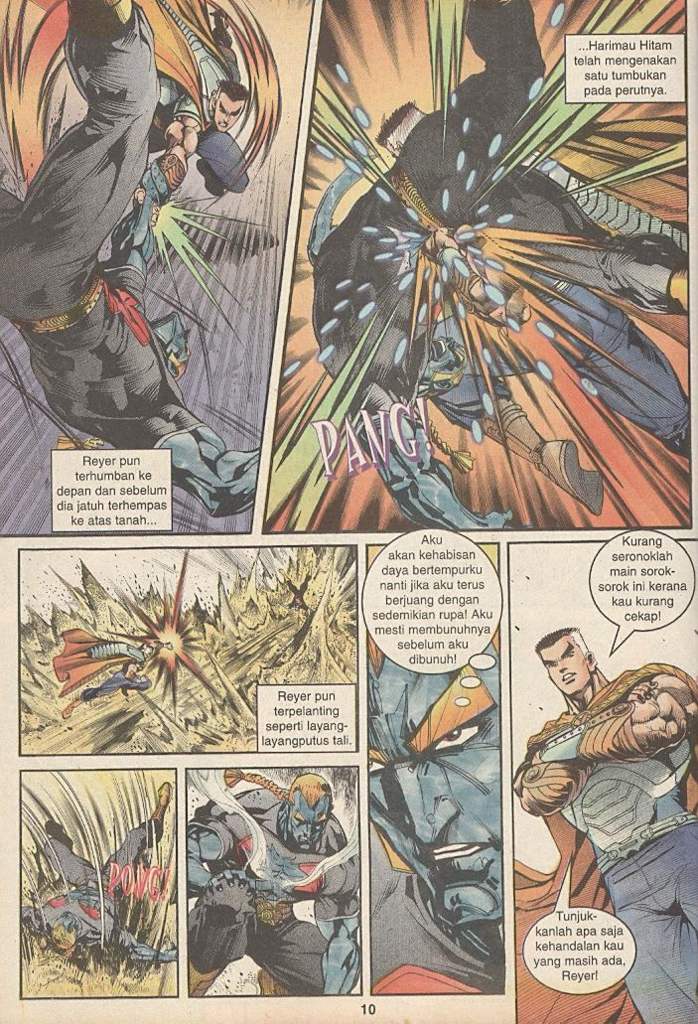 Reyer pun
terhumban ke
depan dan sebelum
dia jatuh terhempas
ke atas tanah...
...Harimau Hitam
telah mengenakan
satu tumbukan
pada perutnya.
PANG!
Reyer pun
terpelanting
seperti layang-
layangputus tali.
PONG!
Aku
akan kehabisan
daya bertempurku
nanti jika aku terus
berjuang dengan
sedemikian rupa! Aku
mesti membunuhnya
sebelum aku
dibunuh!
Kurang
seronoklah
main sorok-
sorok ini kerana
kau kurang
cekap!
Tunjuk-
kanlah apa saja
kehandalan kau
yang masih ada,
Reyer!
10